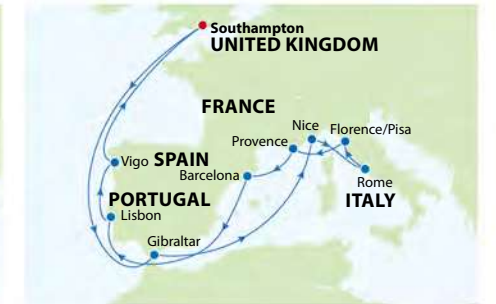 Southampton
UNITED KINGDOM
FRANCE
Nice
Florence/Pisa
Provence
Vigo
SPAIN
Barcelona
Rome
PORTUGAL
ITALY
Lisbon
Gibraltar